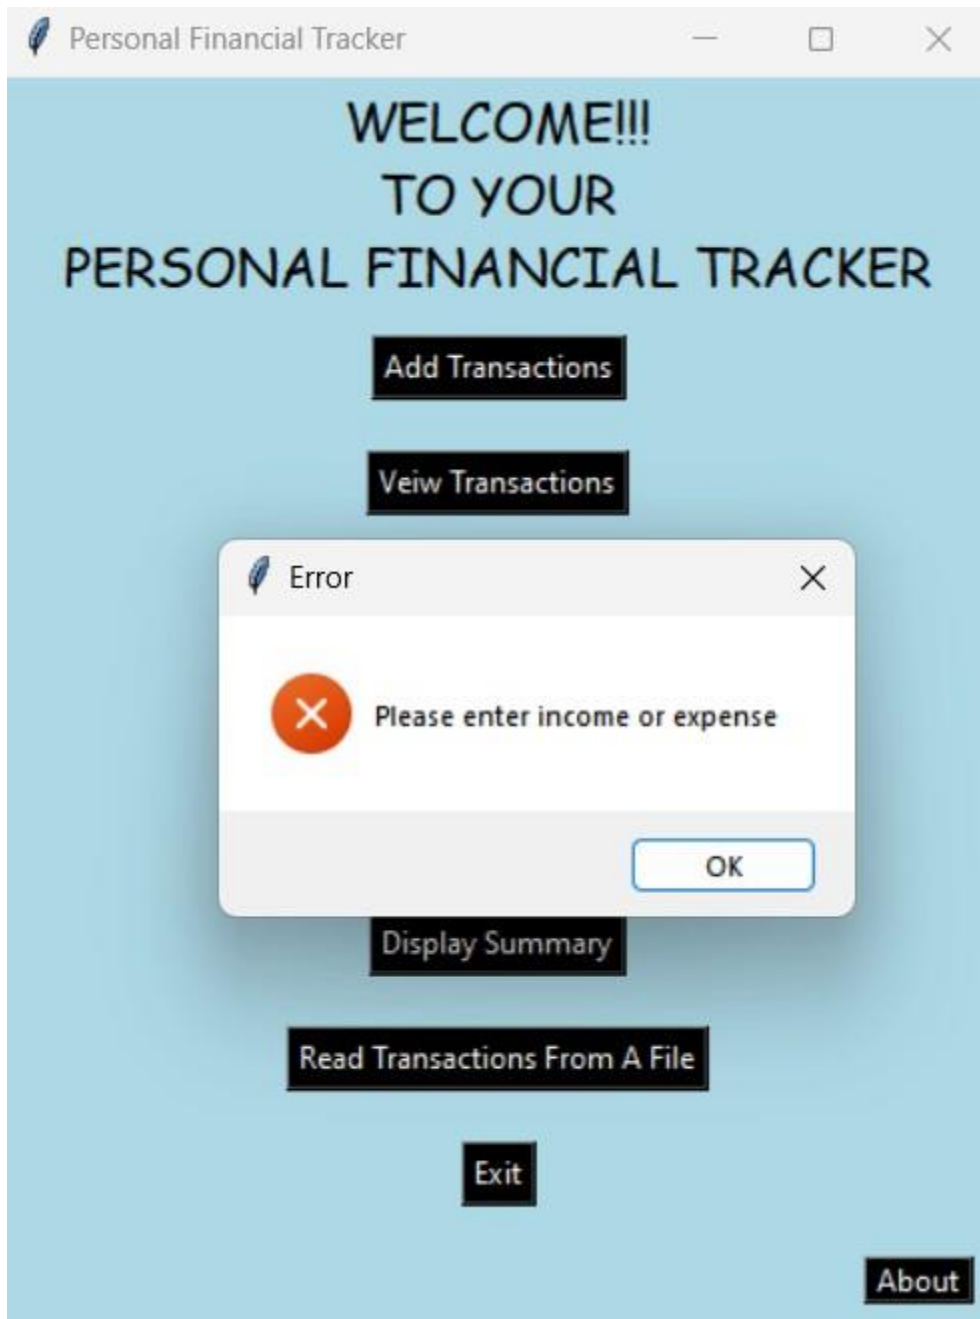 Personal Financial Tracker
WELCOME!!!
TO YOUR
PERSONAL FINANCIAL TRACKER
Add Transactions
Veiw Transactions
Error
Please enter income or expense
OK
Display Summary
Read Transactions From A File
Exit
About